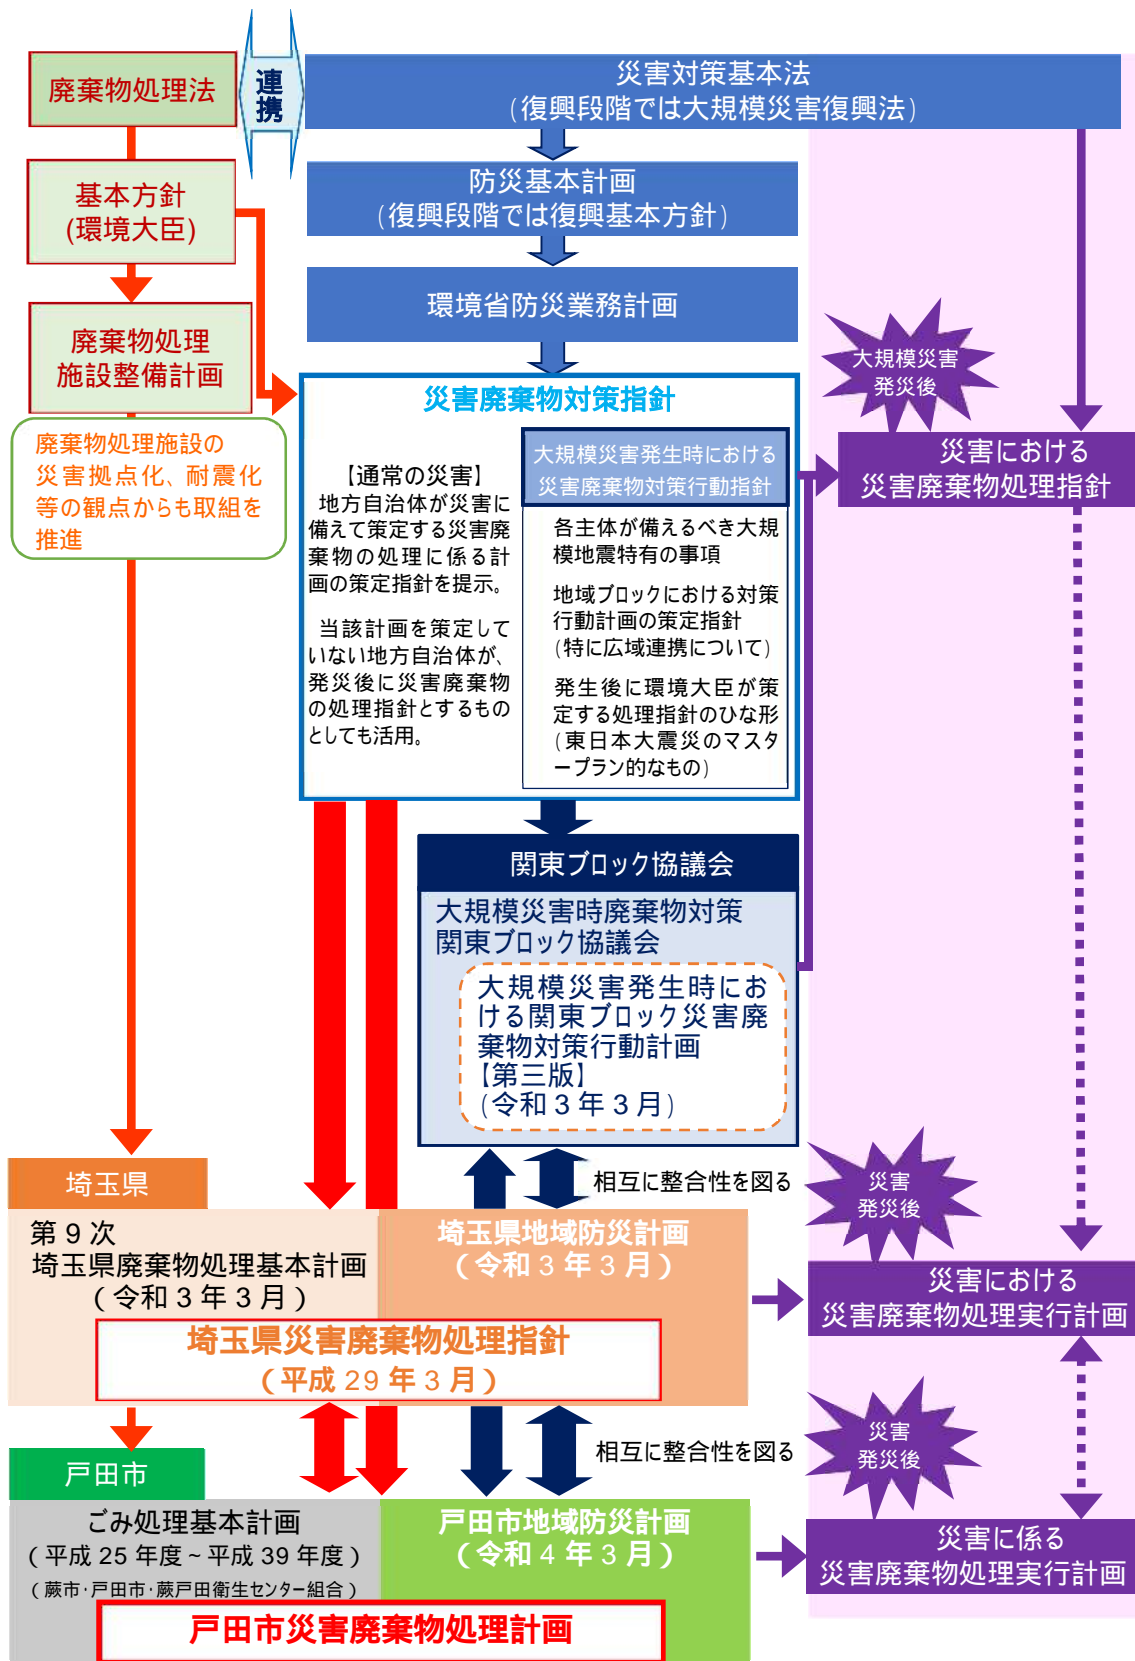 廃棄物処理法
連
携
災害対策基本法
(復興段階では大規模災害復興法)
基本方針
(環境大臣)
防災基本計画
(復興段階では復興基本方針)
環境省防災業務計画
廃棄物処理
施設整備計画
廃棄物処理施設の
災害拠点化、耐震化
等の観点からも取組を
推進
災害廃棄物対策指針
【通常の災害】
地方自治体が災害に
備えて策定する災害廃
棄物の処理に係る計
画の策定指針を提示。
当該計画を策定して
いない地方自治体が、
発災後に災害廃棄物
の処理指針とするもの
としても活用。
大規模災害発生時における
災害廃棄物対策行動指針
各主体が備えるべき大規
模地震特有の事項
地域ブロックにおける対策
行動計画の策定指針
(特に広域連携について)
発生後に環境大臣が策
定する処理指針のひな形
(東日本大震災のマスタ
ープラン的なもの)
大規模災害
発災後
災害における
災害廃棄物処理指針
関東ブロック協議会
大規模災害時廃棄物対策
関東ブロック協議会
大規模災害発生時にお
ける関東ブロック災害廃
棄物対策行動計画
【第三版】
(令和3年3月)
相互に整合性を図る
埼玉県
第9次
埼玉県廃棄物処理基本計画
(令和3年3月)
埼玉県地域防災計画
(令和3年3月)
埼玉県災害廃棄物処理指針
(平成29年3月)
災害
発災後
災害における
災害廃棄物処理実行計画
相互に整合性を図る
戸田市
ごみ処理基本計画
(平成25年度~平成39年度)
(蕨市・戸田市・蕨戸田衛生センター組合)
戸田市地域防災計画
(令和4年3月)
戸田市災害廃棄物処理計画
災害
発災後
災害に係る
災害廃棄物処理実行計画